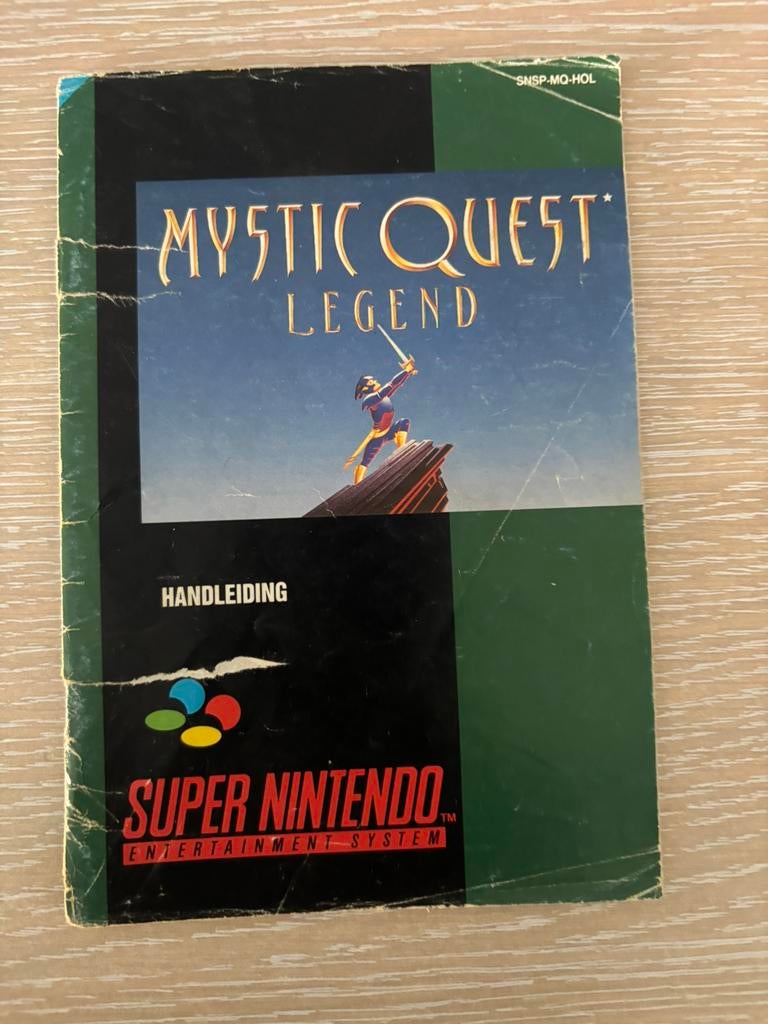 SNSP-MQ-HOL
MYSTIC QUEST*
LEGEND
HANDLEIDING
SUPER NINTENDO™
ENTERTAINMENT SYSTEM